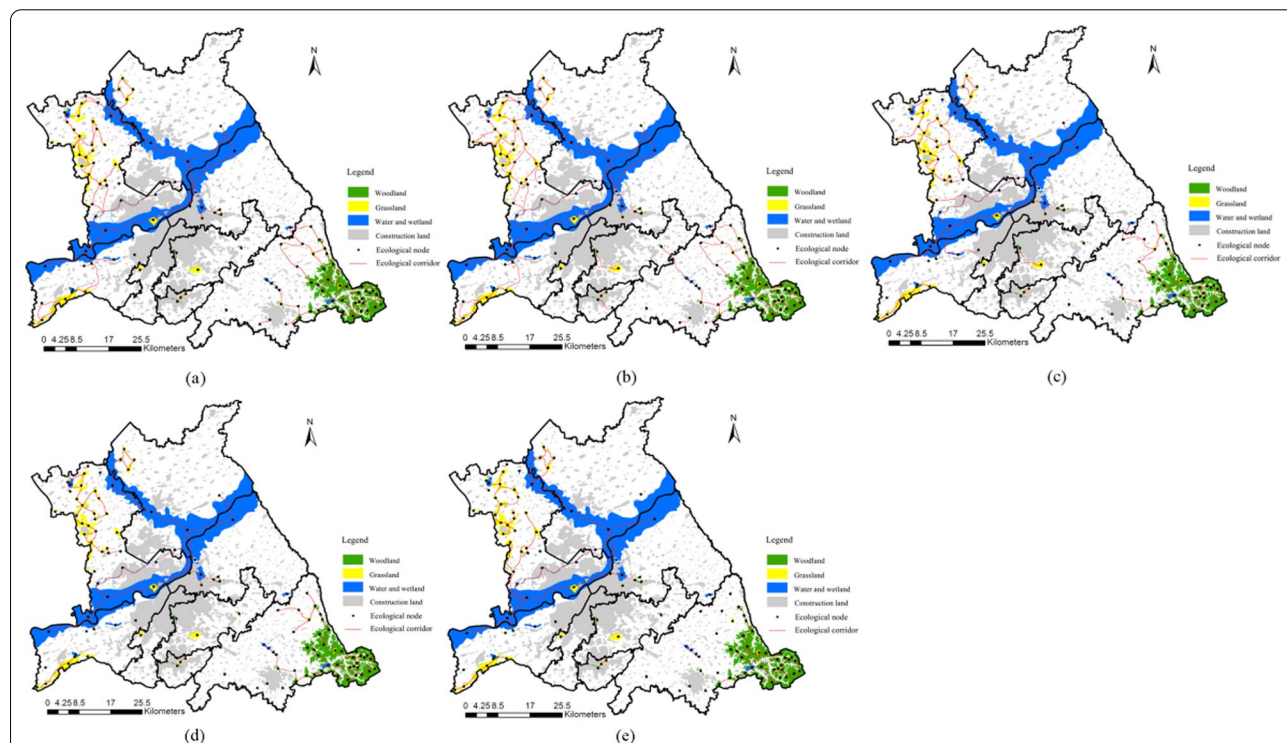 N
Legend
Woodland
Grassland
Water and wetland
Construction land
Ecological node
Ecological corridor
0 4.25 8.5 17 25.5
Kilometers
(a)
N
Legend
Woodland
Grassland
Water and wetland
Construction land
Ecological node
Ecological corridor
0 4.25 8.5 17 25.5
Kilometers
(b)
N
Legend
Woodland
Grassland
Water and wetland
Construction land
Ecological node
Ecological corridor
0 4.25 8.5 17 25.5
Kilometers
(c)
N
Legend
Woodland
Grassland
Water and wetland
Construction land
Ecological node
Ecological corridor
0 4.25 8.5 17 25.5
Kilometers
(d)
N
Legend
Woodland
Grassland
Water and wetland
Construction land
Ecological node
Ecological corridor
0 4.25 8.5 17 25.5
Kilometers
(e)